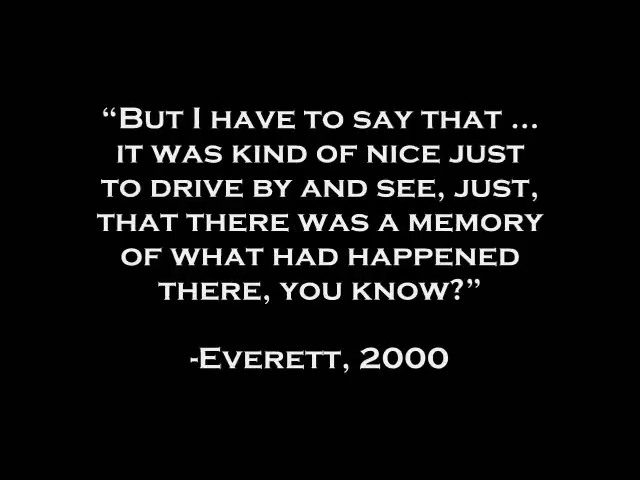 “But I have to say that ...
it was kind of nice just
to drive by and see, just,
that there was a memory
of what had happened
there, you know?”
-Everett, 2000